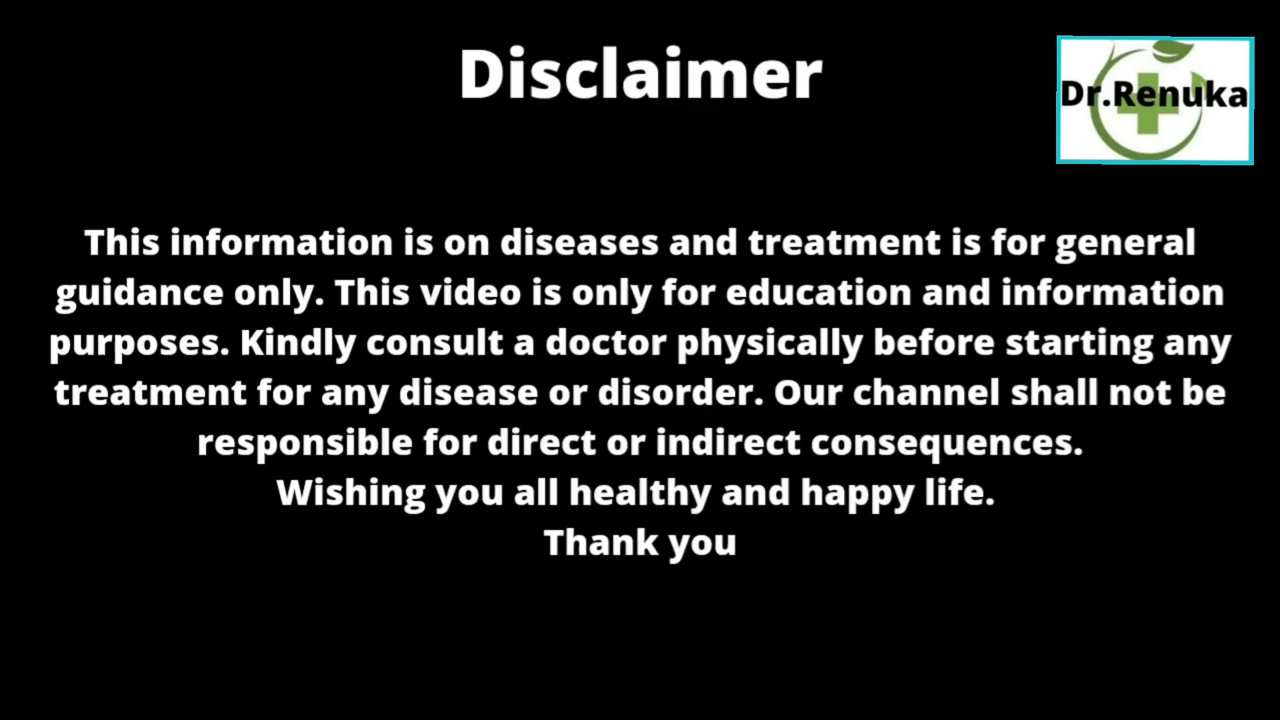 Disclaimer
Dr.Renuka
This information is on diseases and treatment is for general
guidance only. This video is only for education and information
purposes. Kindly consult a doctor physically before starting any
treatment for any disease or disorder. Our channel shall not be
responsible for direct or indirect consequences.
Wishing you all healthy and happy life.
Thank you